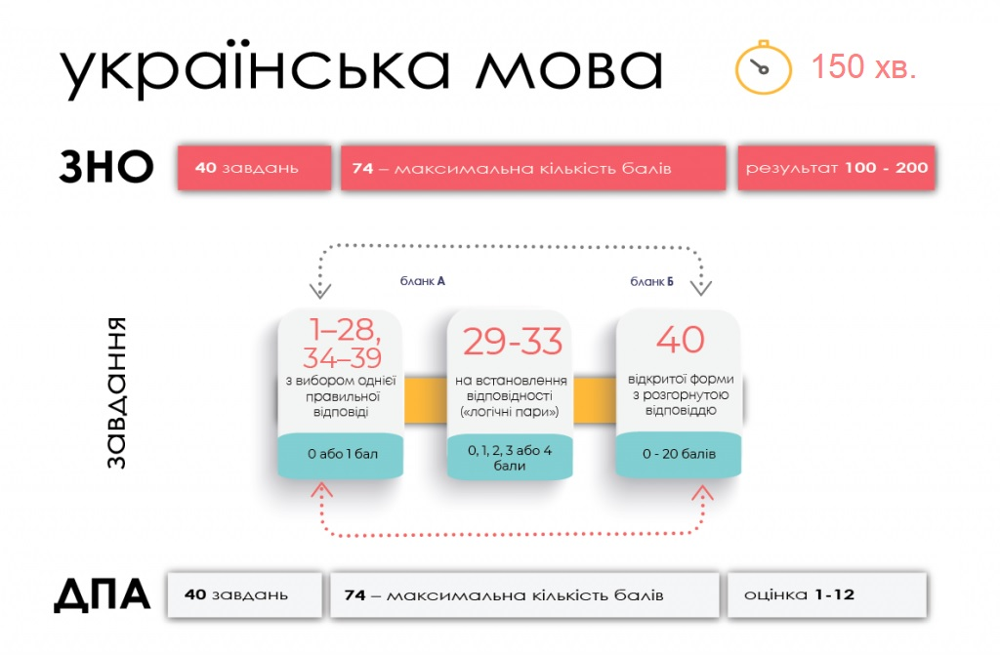 українська мова
150 хв.
ЗНО
40 завдань
74 – максимальна кількість балів
результат 100 - 200
бланк А
бланк Б
завдання
1–28,
34–39
з вибором однієї
правильної
відповіді
0 або 1 бал
29-33
на встановлення
відповідності
(«логічні пари»)
0, 1, 2, 3 або 4
бали
40
відкритої форми
з розгорнутою
відповіддю
0 - 20 балів
ДПА
40 завдань
74 – максимальна кількість балів
оцінка 1-12